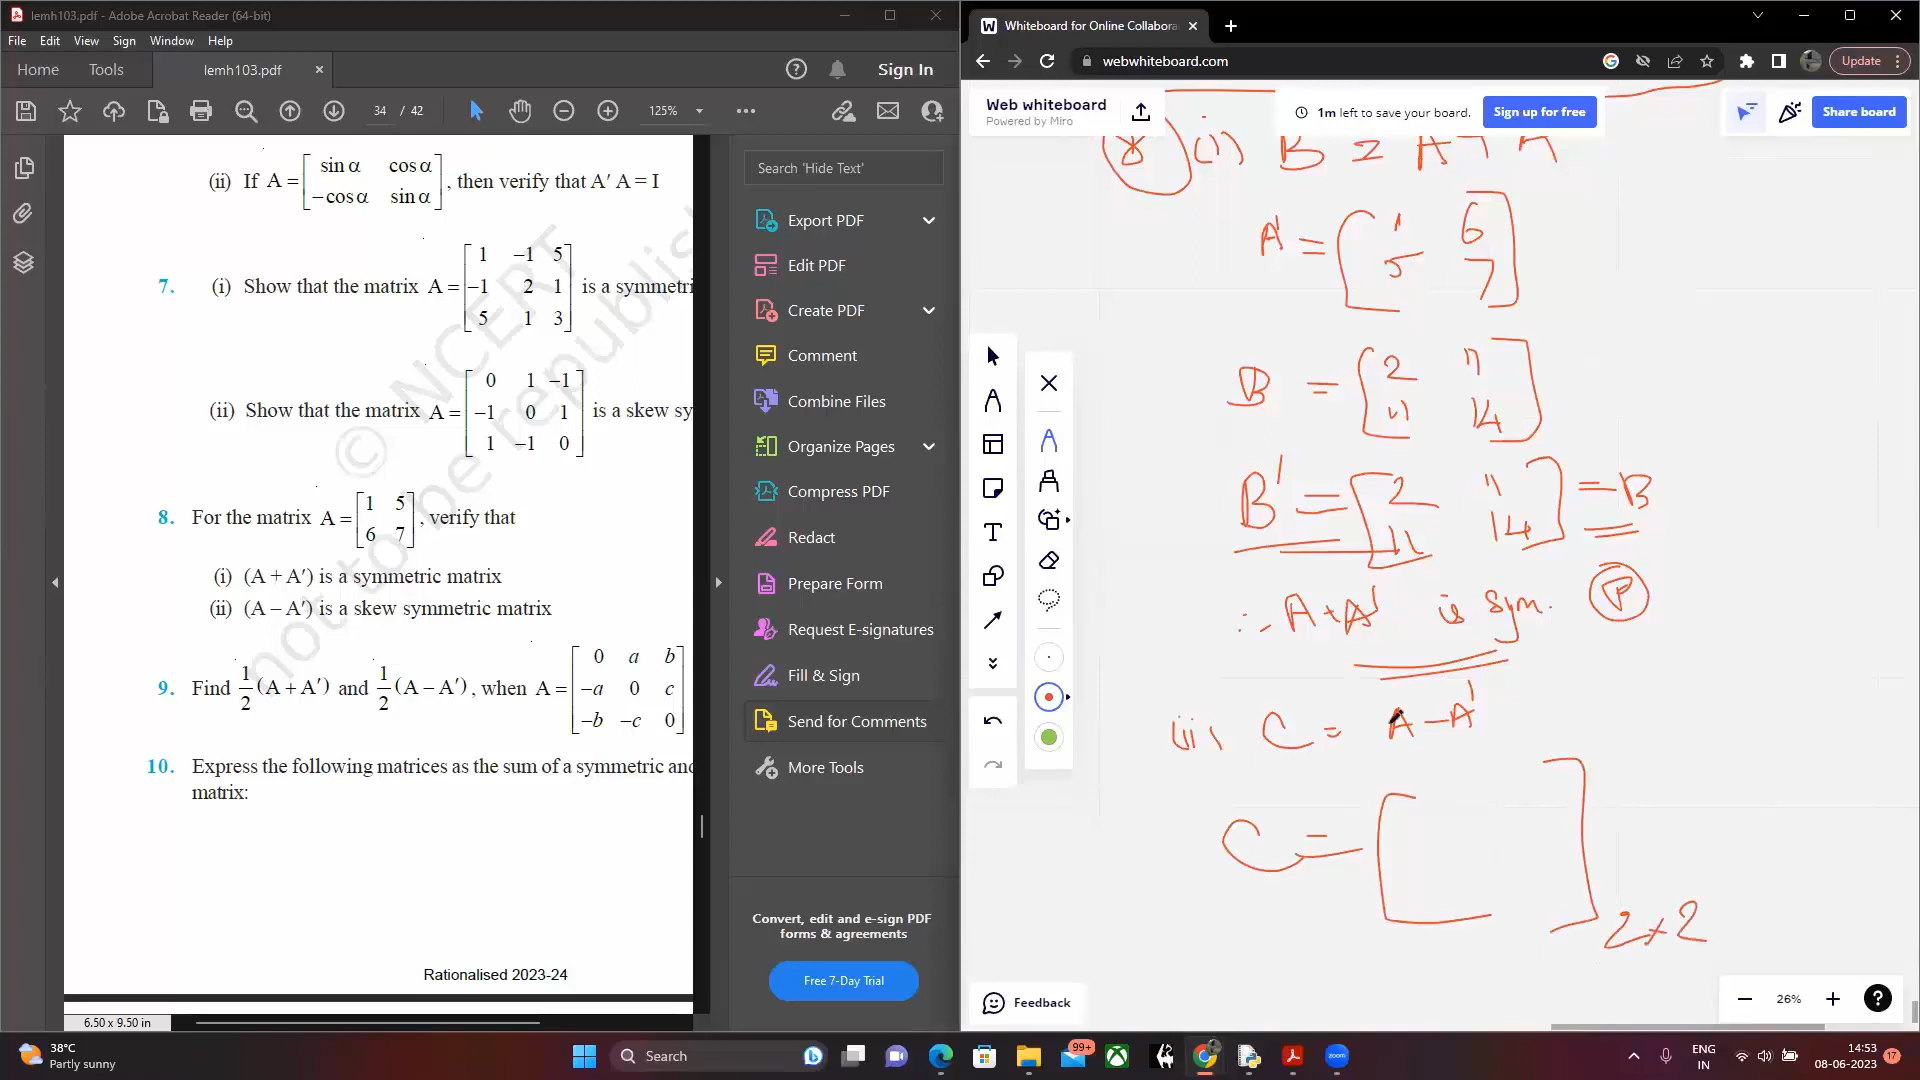 lemh103.pdf - Adobe Acrobat Reader (64-bit)
File Edit View Sign Window Help
Home Tools lemh103.pdf × Sign In
34 / 42 125%
(ii) If A = [sin α cos α
−cos α sin α], then verify that A′ A = I
7. (i) Show that the matrix A = [1 −1 5
−1 2 1
5 1 3] is a symmetri
(ii) Show that the matrix A = [0 1 −1
−1 0 1
1 −1 0] is a skew sy
8. For the matrix A = [1 5
6 7], verify that
(i) (A + A′) is a symmetric matrix
(ii) (A − A′) is a skew symmetric matrix
9. Find 1/2 (A + A′) and 1/2 (A − A′), when A = [0 a b
−a 0 c
−b −c 0]
10. Express the following matrices as the sum of a symmetric and
matrix:
© NCERT
not to be republish
Rationalised 2023-24
6.50 x 9.50 in
Search 'Hide Text'
Export PDF
Edit PDF
Create PDF
Comment
Combine Files
Organize Pages
Compress PDF
Redact
Prepare Form
Request E-signatures
Fill & Sign
Send for Comments
More Tools
Convert, edit and e-sign PDF
forms & agreements
Free 7-Day Trial
Whiteboard for Online Collabora
webwhiteboard.com
Update
Web whiteboard
Powered by Miro
1m left to save your board. Sign up for free
Share board
(i) B = A + A
A' = [1 6
5 7]
B = [2 11
11 14]
B' = [2 11
11 14] = B
∴ A + A' is sym. P
(ii) C = A − A'
C = [ ] 2×2
Feedback
26%
38°C
Partly sunny
Search
99+
zoom
ENG
IN
14:53
08-06-2023
17